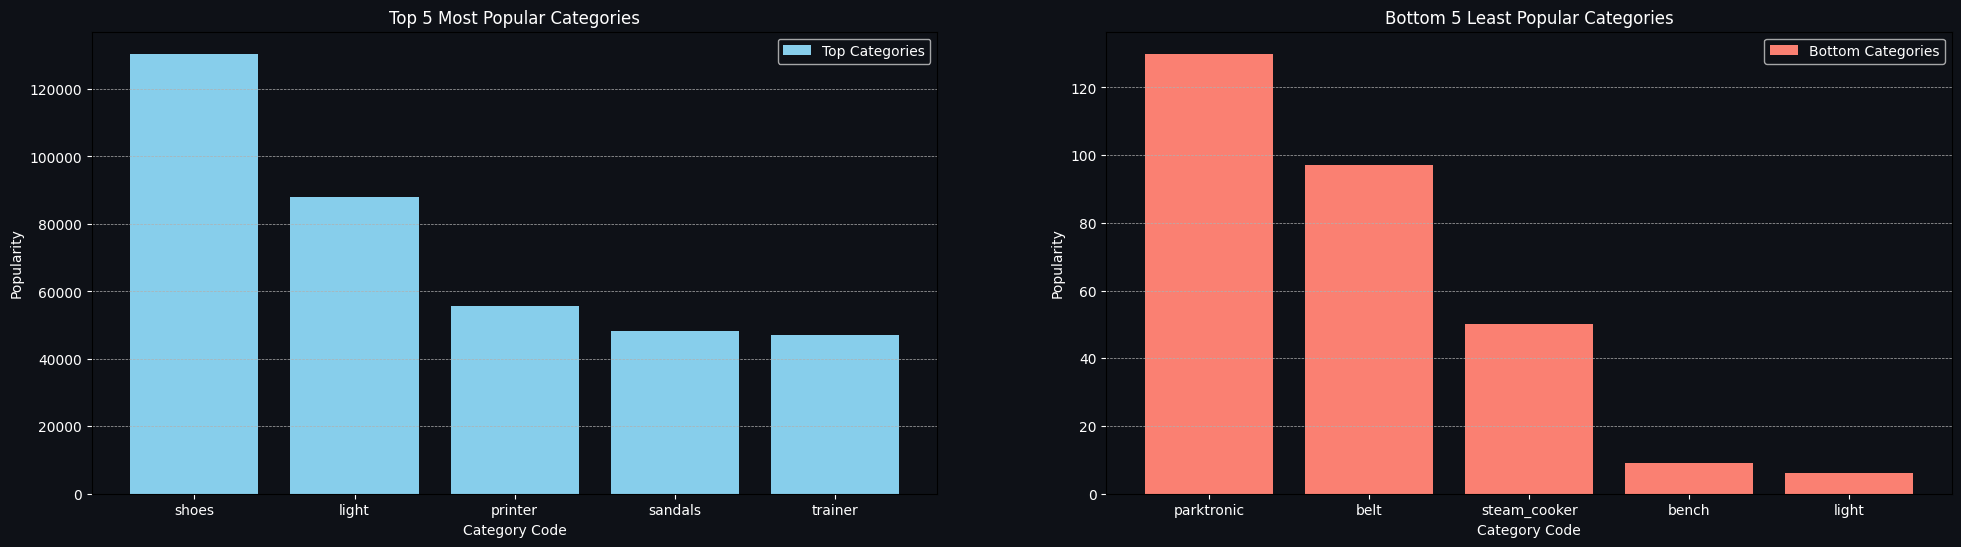 Top 5 Most Popular Categories
Top Categories
120000
100000
80000
60000
40000
20000
0
Popularity
shoes light printer sandals trainer
Category Code
Bottom 5 Least Popular Categories
Bottom Categories
120
100
80
60
40
20
0
Popularity
parktronic belt steam_cooker bench light
Category Code